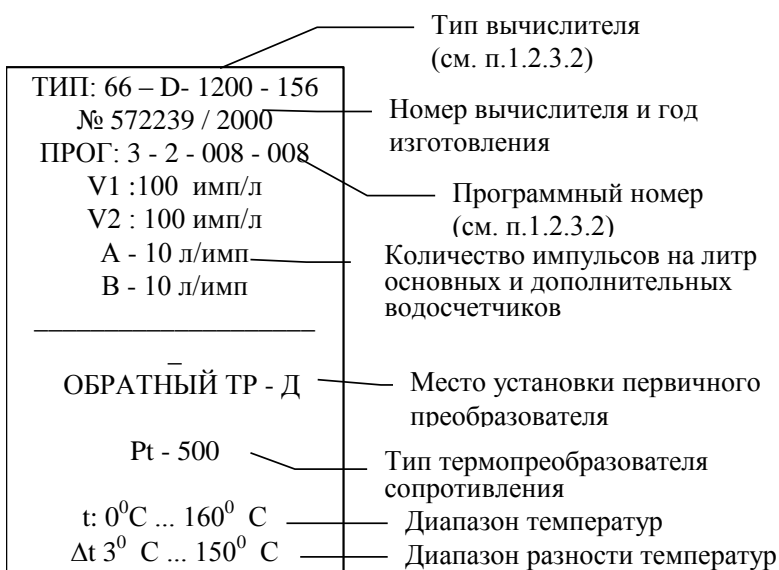 Тип вычислителя
(см. п.1.2.3.2)
ТИП: 66 – D- 1200 - 156
№ 572239 / 2000
Номер вычислителя и год
изготовления
ПРОГ: 3 - 2 - 008 - 008
V1 :100 имп/л
V2 : 100 имп/л
Программный номер
(см. п.1.2.3.2)
А - 10 л/имп
В - 10 л/имп
Количество импульсов на литр
основных и дополнительных
водосчетчиков
ОБРАТНЫЙ ТР - Д
Место установки первичного
преобразователя
Pt - 500
Тип термопреобразователя
сопротивления
t: 0⁰C ... 160⁰ C
Диапазон температур
Δt 3⁰ C ... 150⁰ C
Диапазон разности температур